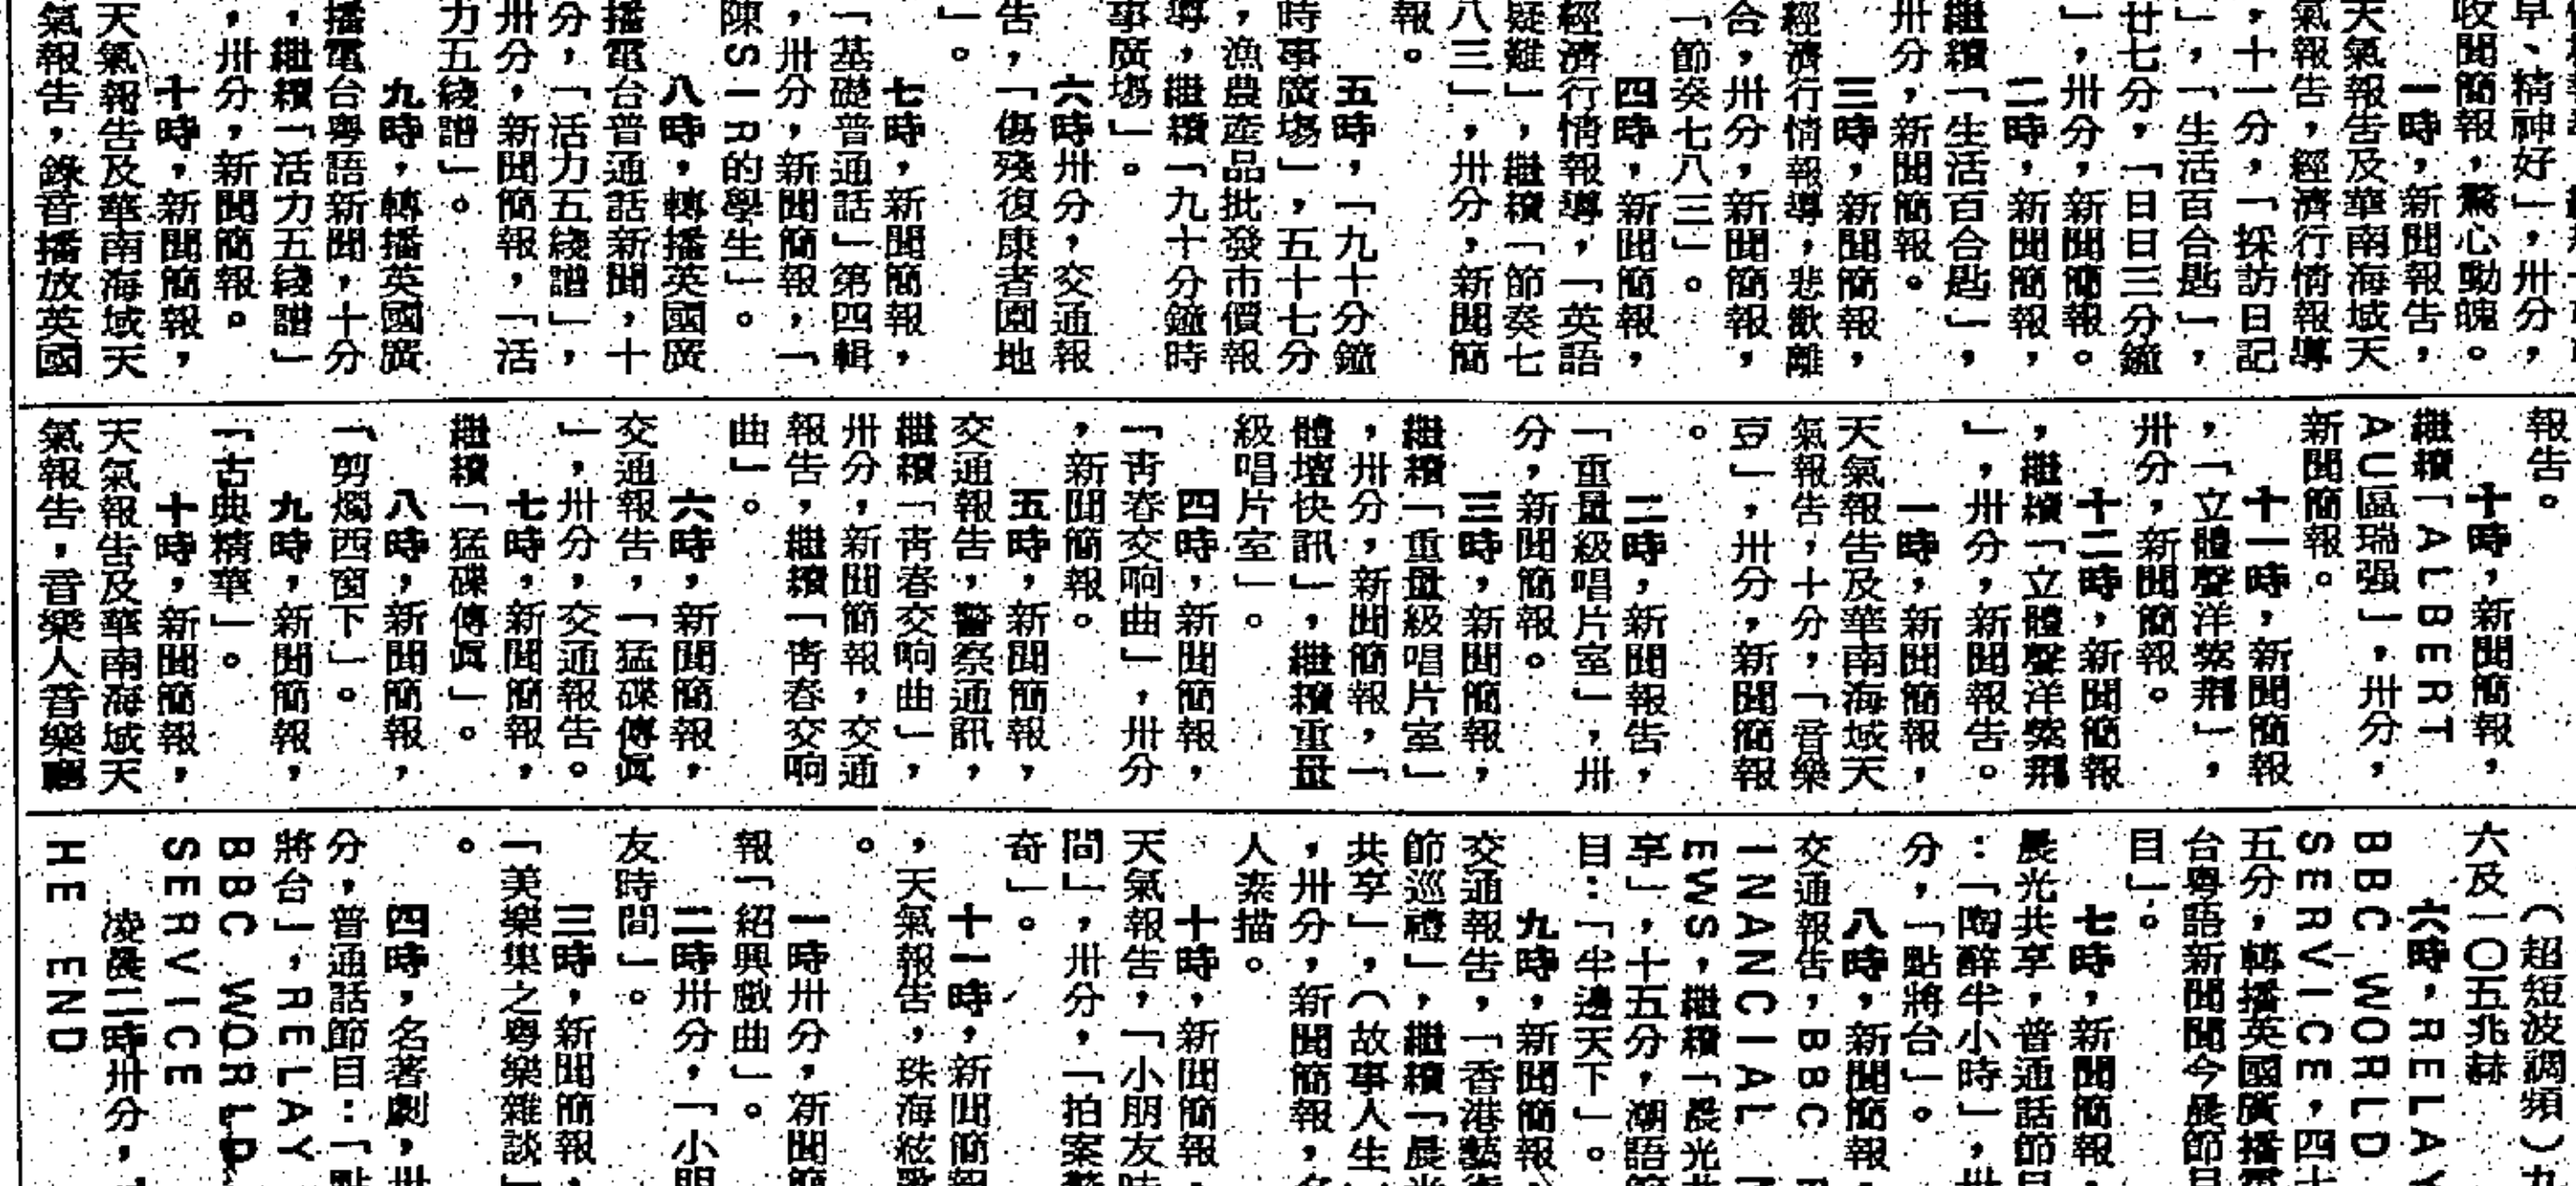 早、精神好」,卅分,
收聞簡報,驚心動魄。
一時,新聞報告,
天氣報告及華南海域天
氣報告,經濟行情報導
,十一分,「採訪日記
」,「生活百合匙」,
廿七分,「日日三分鐘
」,卅分,新聞簡報。
二時,新聞簡報,
繼續「生活百合匙」,
卅分,新聞簡報。
三時,新聞簡報,
經濟行情報導,悲歡離
合,卅分,新聞簡報,
「節奏七八三」。
四時,新聞簡報,
經濟行情報導,「英語
疑難」,繼續「節奏七
八三」,卅分,新聞簡
報。
五時,「九十分鐘
時事廣場」,五十七分
,漁農產品批發市價報
導,繼續「九十分鐘時
事廣場」。
六時卅分,交通報
告,「傷殘復康者園地
」。
七時,新聞簡報,
「基礎普通話」第四輯
,卅分,新聞簡報,「
陳SIR的學生」。
八時,轉播英國廣
播電台普通話新聞,十
分,「活力五綫譜」,
卅分,新聞簡報,「活
力五綫譜」。
九時,轉播英國廣
播電台粵語新聞,十分
,繼續「活力五綫譜」
,卅分,新聞簡報。
十時,新聞簡報,
天氣報告及華南海域天
氣報告,錄音播放英國
報告。
十時,新聞簡報,
繼續「ALBERT
AU區瑞强」,卅分,
新聞簡報。
十一時,新聞簡報
,「立體聲洋紫荆」,
卅分,新聞簡報。
十二時,新聞簡報
,繼續「立體聲洋紫荆
」,卅分,新聞報告。
一時,新聞簡報,
天氣報告及華南海域天
氣報告,十分,「音樂
豆」,卅分,新聞簡報
。
二時,新聞報告,
「重量級唱片室」,卅
分,新聞簡報。
三時,新聞簡報,
繼續「重量級唱片室」
,卅分,新聞簡報,「
體壇快訊」,繼續重量
級唱片室」。
四時,新聞簡報,
「青春交响曲」,卅分
,新聞簡報。
五時,新聞簡報,
交通報告,警察通訊,
繼續「青春交响曲」,
卅分,新聞簡報,交通
報告,繼續「青春交响
曲」。
六時,新聞簡報,
交通報告,「猛碟傳真
」,卅分,交通報告。
七時,新聞簡報,
繼續「猛碟傳真」。
八時,新聞簡報,
「剪燭西窗下」。
九時,新聞簡報,
「古典精華」。
十時,新聞簡報,
天氣報告及華南海域天
氣報告,音樂人音樂廳
(超短波調頻)九
六及一〇五兆赫
六時,RELAY
BBC WORLD
SERVICE,四十
五分,轉播英國廣播電
台粵語新聞聞今晨節目
目」。
七時,新聞簡報
晨光共享,普通話節目
:「陶醉半小時」,卅
分,「點將台」。
八時,新聞簡報
交通報告,BBC F
INANCIAL N
EWS,繼續「晨光共
享」,十五分,潮語節
目:「半邊天下」。
九時,新聞簡報,
交通報告,「香港藝術
節巡禮」,繼續「晨光
共享」,(故事人生)
,卅分,新聞簡報,名
人素描。
十時,新聞簡報,
天氣報告,「小朋友時
間」,卅分,「拍案驚
奇」。
十一時,新聞簡報
,天氣報告,珠海絃歌
。
一時卅分,新聞簡
報「紹興戲曲」。
二時卅分,「小朋
友時間」。
三時,新聞簡報,
「美樂集之粵樂雜談」
。
四時,名著劇,卅
分,普通話節目:「點
將台」,RELAY
BBC WORLD
SERVICE
凌晨二時卅分,
HE END